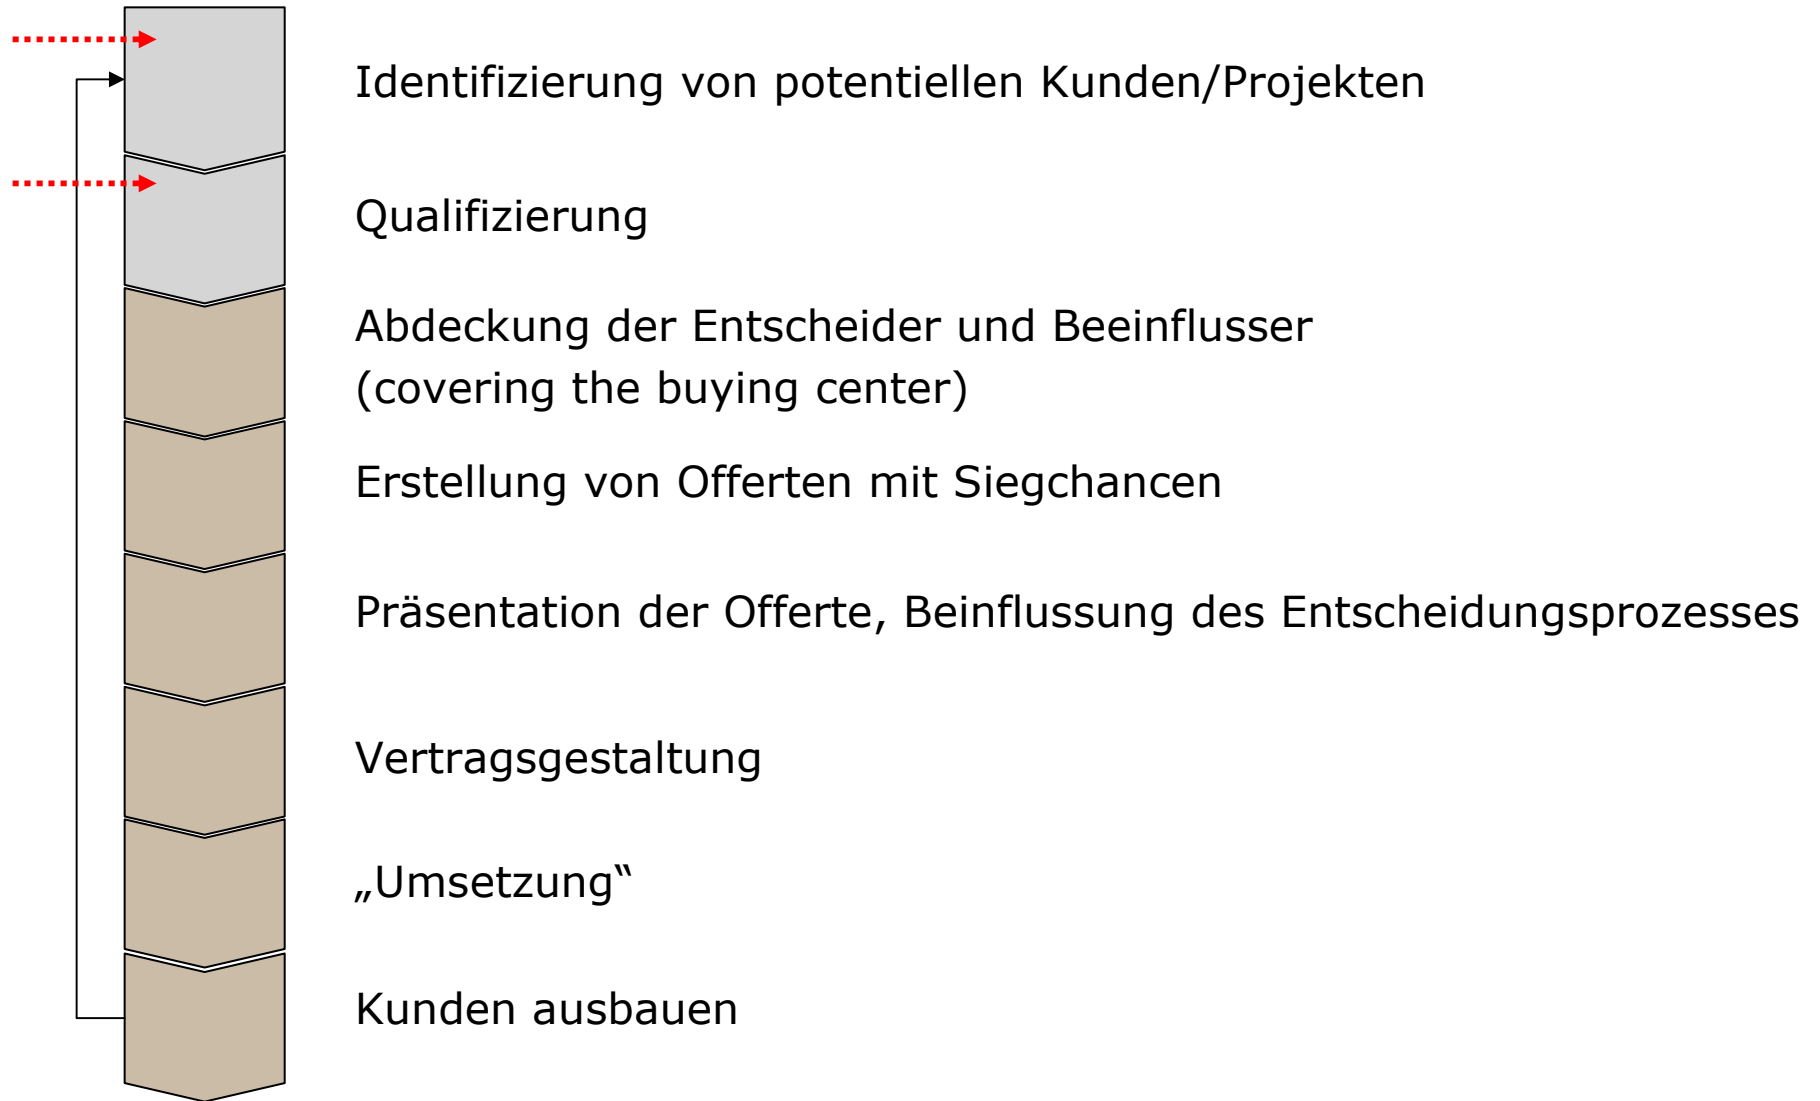 Identifizierung von potentiellen Kunden/Projekten
Qualifizierung
Abdeckung der Entscheider und Beeinflusser
(covering the buying center)
Erstellung von Offerten mit Siegchancen
Präsentation der Offerte, Beinflussung des Entscheidungsprozesses
Vertragsgestaltung
„Umsetzung“
Kunden ausbauen